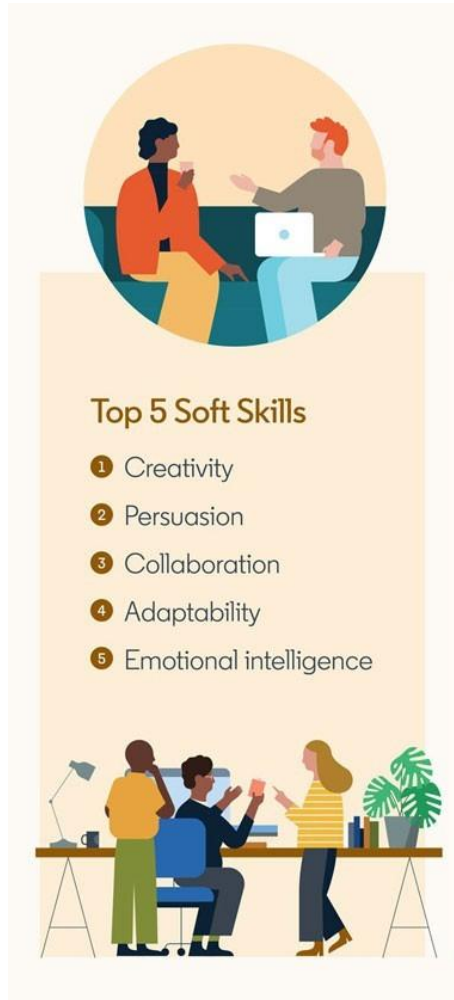 Top 5 Soft Skills
1 Creativity
2 Persuasion
3 Collaboration
4 Adaptability
5 Emotional intelligence